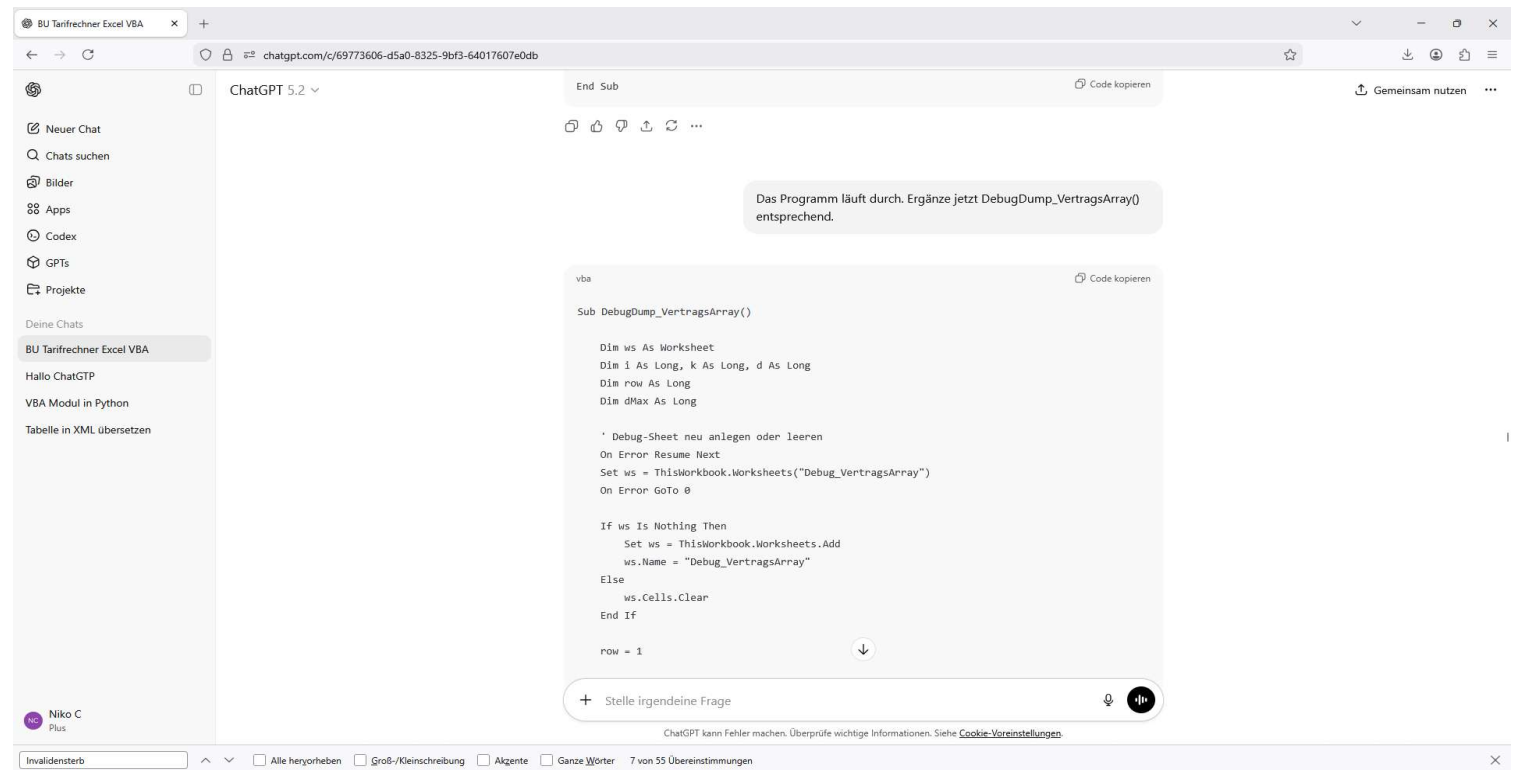 BU Tarifrechner Excel VBA
chatgpt.com/c/69773606-d5a0-8325-9bf3-64017607e0db
ChatGPT 5.2
Gemeinsam nutzen
Neuer Chat
Chats suchen
Bilder
Apps
Codex
GPTs
Projekte
Deine Chats
BU Tarifrechner Excel VBA
Hallo ChatGTP
VBA Modul in Python
Tabelle in XML übersetzen
NC
Niko C
Plus
End Sub
Code kopieren
Das Programm läuft durch. Ergänze jetzt DebugDump_VertragsArray()
entsprechend.
vba
Code kopieren
Sub DebugDump_VertragsArray()
Dim ws As Worksheet
Dim i As Long, k As Long, d As Long
Dim row As Long
Dim dMax As Long
' Debug-Sheet neu anlegen oder leeren
On Error Resume Next
Set ws = ThisWorkbook.Worksheets("Debug_VertragsArray")
On Error GoTo 0
If ws Is Nothing Then
Set ws = ThisWorkbook.Worksheets.Add
ws.Name = "Debug_VertragsArray"
Else
ws.Cells.Clear
End If
row = 1
Stelle irgendeine Frage
ChatGPT kann Fehler machen. Überprüfe wichtige Informationen. Siehe Cookie-Voreinstellungen.
Invalidensterb
Alle hervorheben
Groß-/Kleinschreibung
Akzente
Ganze Wörter
7 von 55 Übereinstimmungen